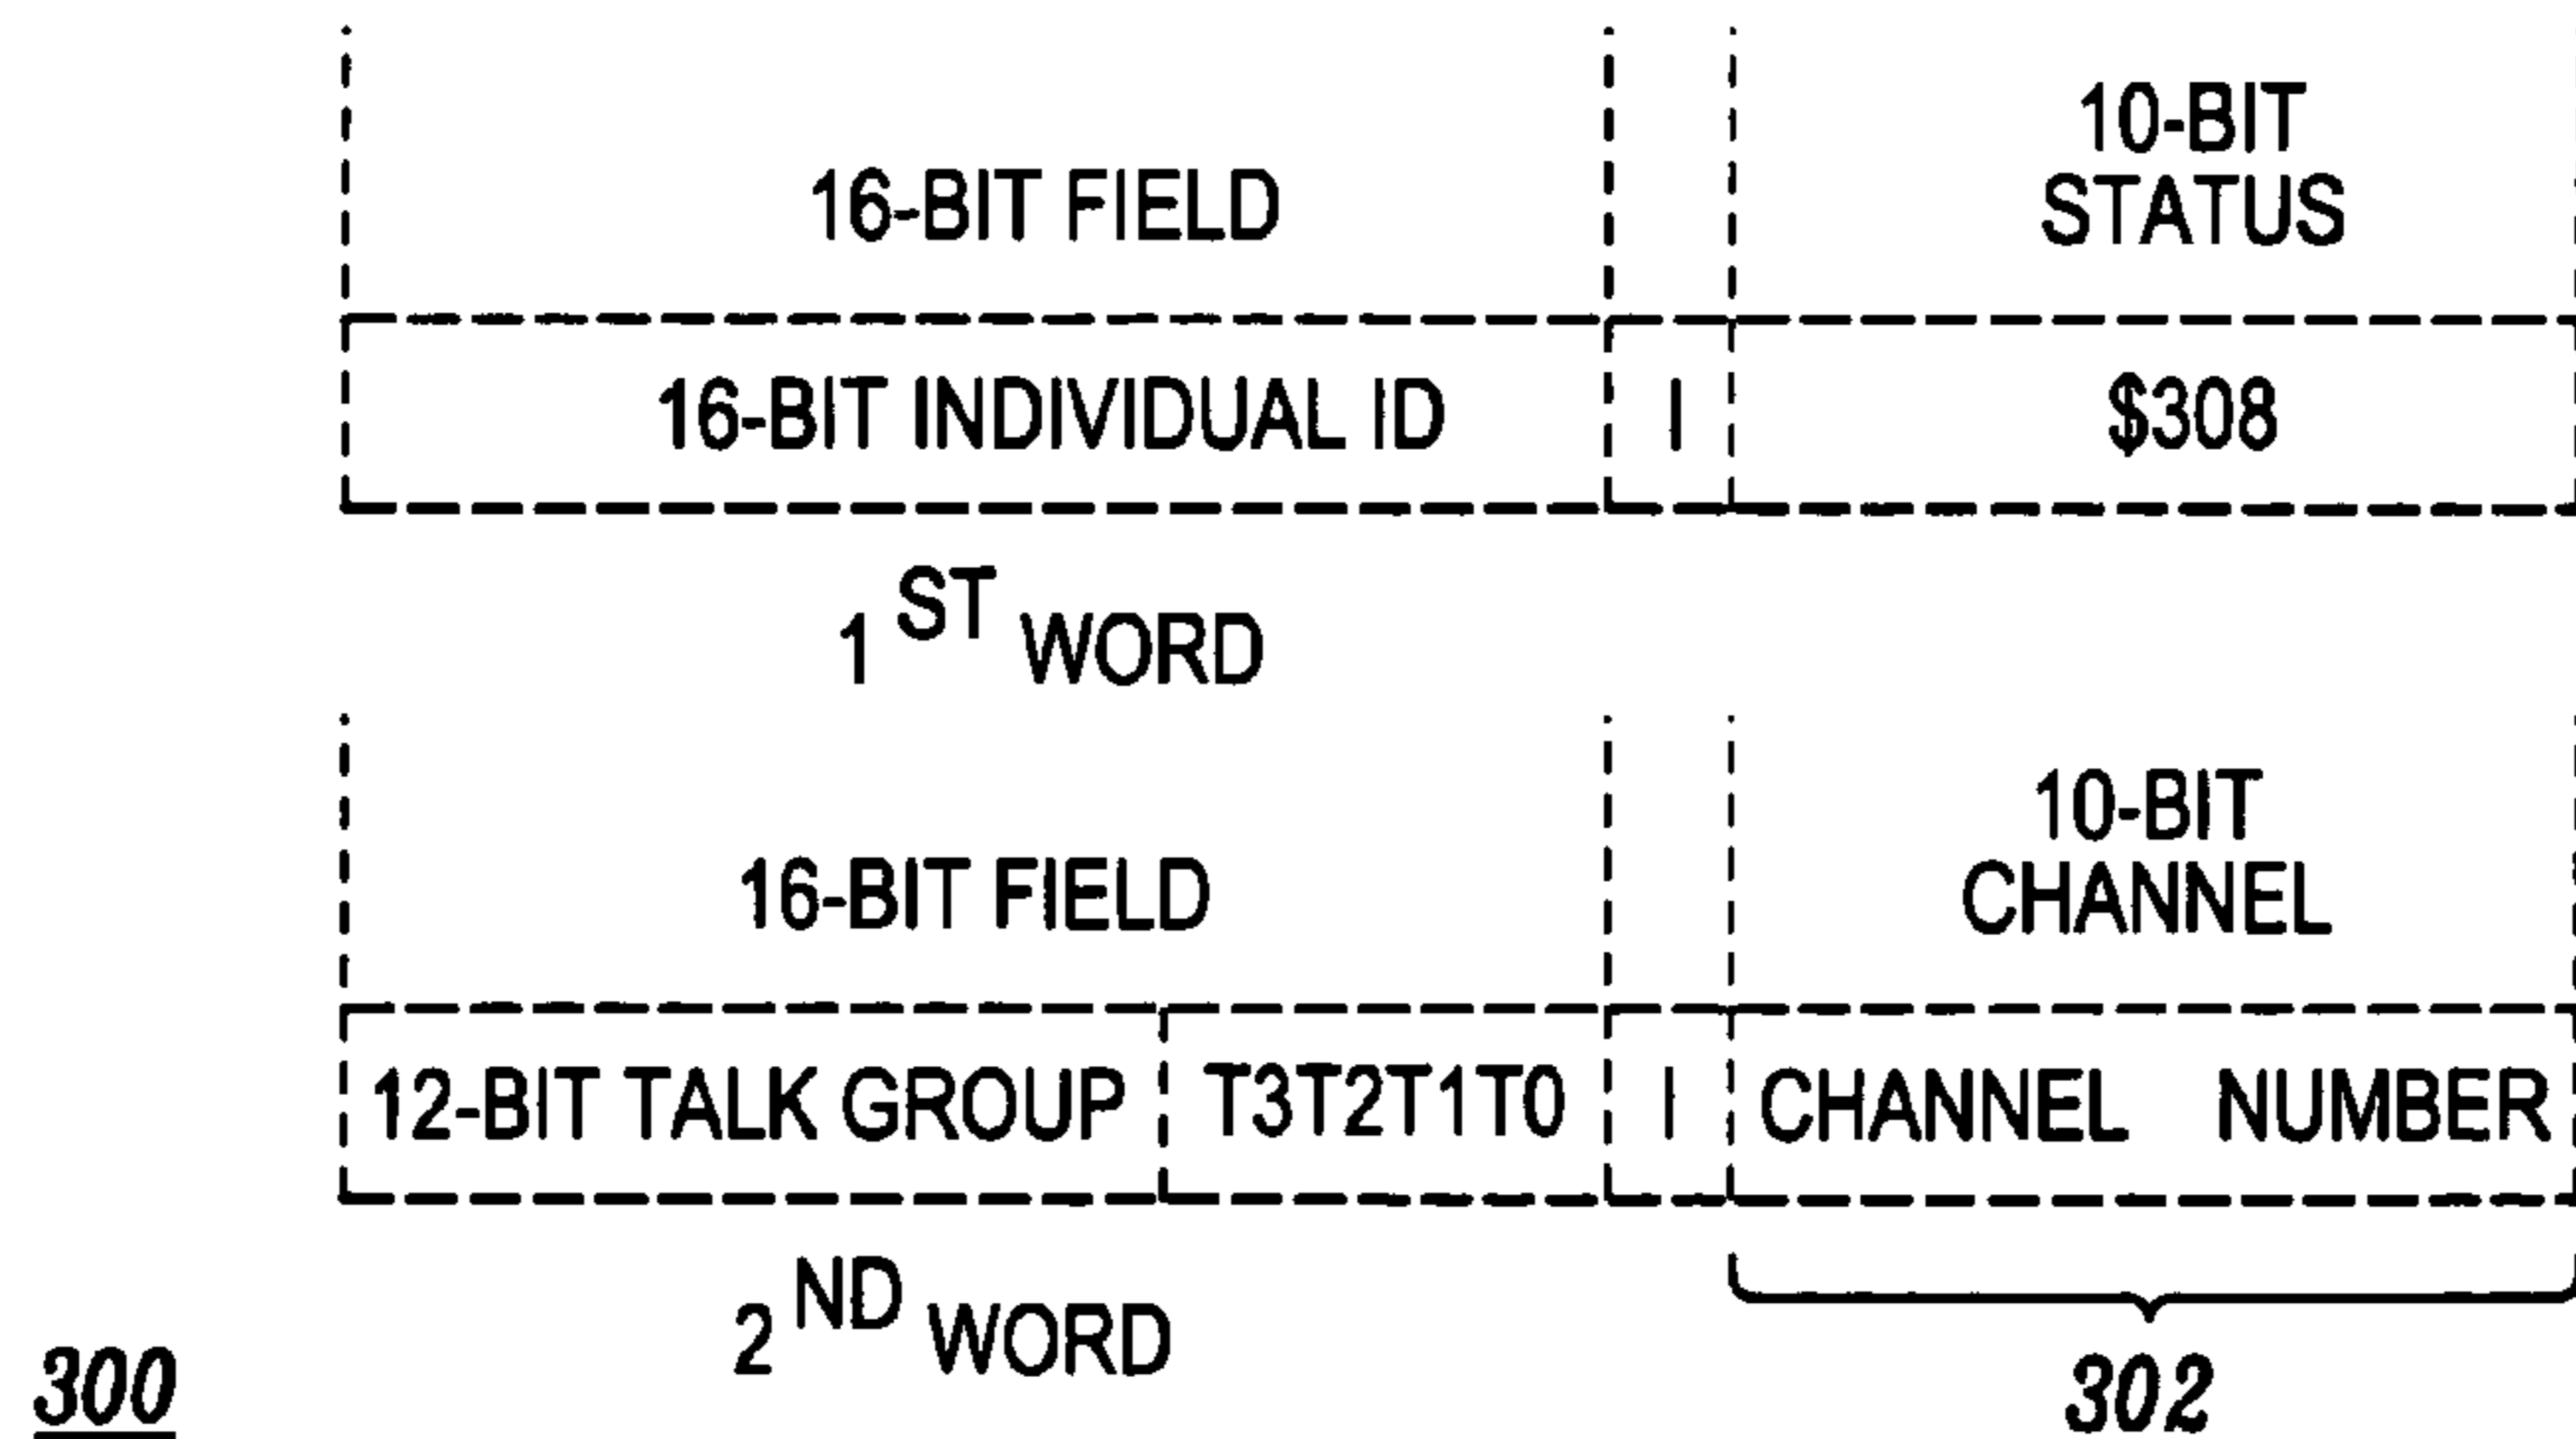 16-BIT FIELD
10-BIT
STATUS
16-BIT INDIVIDUAL ID
I
$308
1 ST WORD
16-BIT FIELD
10-BIT
CHANNEL
12-BIT TALK GROUP
T3T2T1T0
I
CHANNEL NUMBER
2 ND WORD
302
300